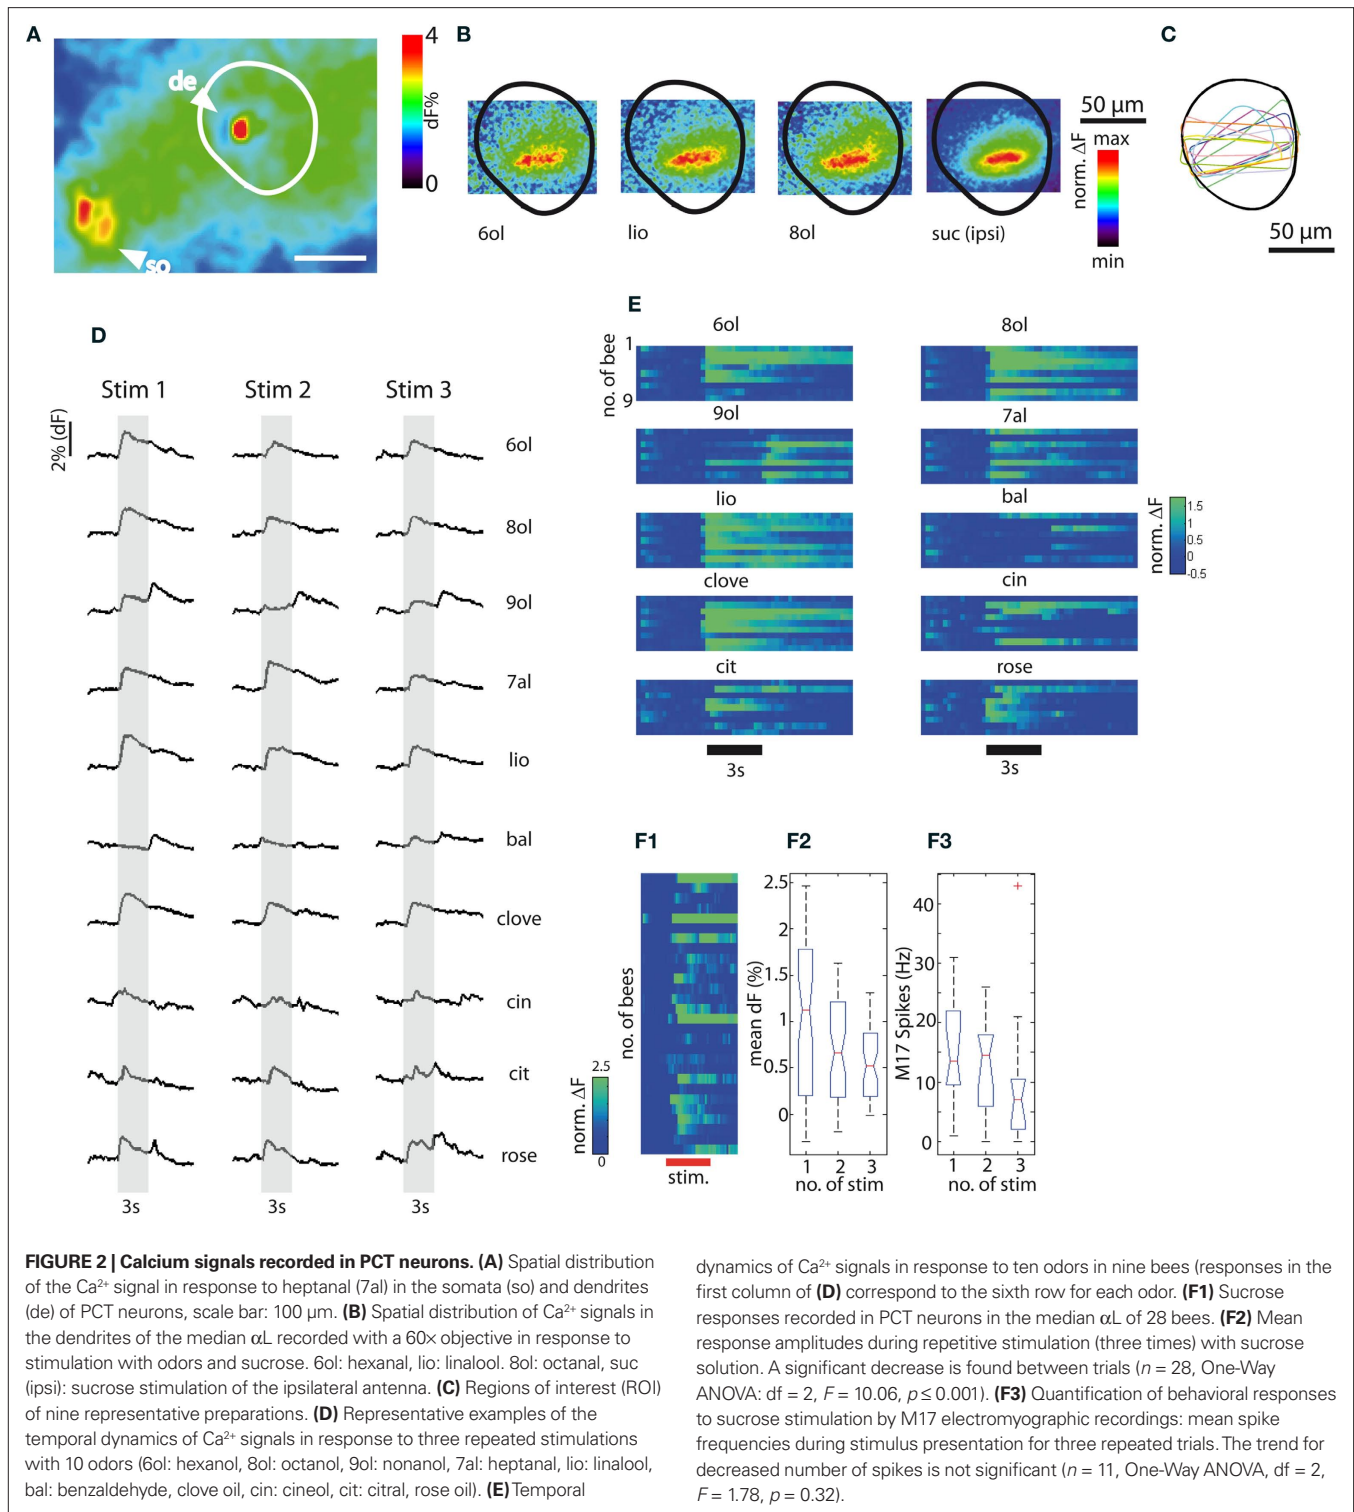 A
de
so
4
dF%
0
B
6ol
lio
8ol
suc (ipsi)
50 µm
max
norm. ΔF
min
C
50 µm
D
Stim 1
Stim 2
Stim 3
2% (dF)
6ol
8ol
9ol
7al
lio
bal
clove
cin
cit
rose
3s
3s
3s
E
6ol
8ol
no. of bee
1
9
9ol
7al
lio
bal
clove
cin
cit
rose
3s
3s
norm. ΔF
1.5
1
0.5
0
-0.5
F1
no. of bees
2.5
norm. ΔF
0
stim.
F2
mean dF (%)
2.5
2
1.5
1
0.5
0
1 2 3
no. of stim
F3
M17 Spikes (Hz)
40
30
20
10
0
1 2 3
no. of stim
FIGURE 2 | Calcium signals recorded in PCT neurons. (A) Spatial distribution
of the Ca²⁺ signal in response to heptanal (7al) in the somata (so) and dendrites
(de) of PCT neurons, scale bar: 100 µm. (B) Spatial distribution of Ca²⁺ signals in
the dendrites of the median αL recorded with a 60× objective in response to
stimulation with odors and sucrose. 6ol: hexanal, lio: linalool. 8ol: octanal, suc
(ipsi): sucrose stimulation of the ipsilateral antenna. (C) Regions of interest (ROI)
of nine representative preparations. (D) Representative examples of the
temporal dynamics of Ca²⁺ signals in response to three repeated stimulations
with 10 odors (6ol: hexanol, 8ol: octanol, 9ol: nonanol, 7al: heptanal, lio: linalool,
bal: benzaldehyde, clove oil, cin: cineol, cit: citral, rose oil). (E) Temporal
dynamics of Ca²⁺ signals in response to ten odors in nine bees (responses in the
first column of (D) correspond to the sixth row for each odor. (F1) Sucrose
responses recorded in PCT neurons in the median αL of 28 bees. (F2) Mean
response amplitudes during repetitive stimulation (three times) with sucrose
solution. A significant decrease is found between trials (n = 28, One-Way
ANOVA: df = 2, F = 10.06, p ≤ 0.001). (F3) Quantification of behavioral responses
to sucrose stimulation by M17 electromyographic recordings: mean spike
frequencies during stimulus presentation for three repeated trials. The trend for
decreased number of spikes is not significant (n = 11, One-Way ANOVA, df = 2,
F = 1.78, p = 0.32).